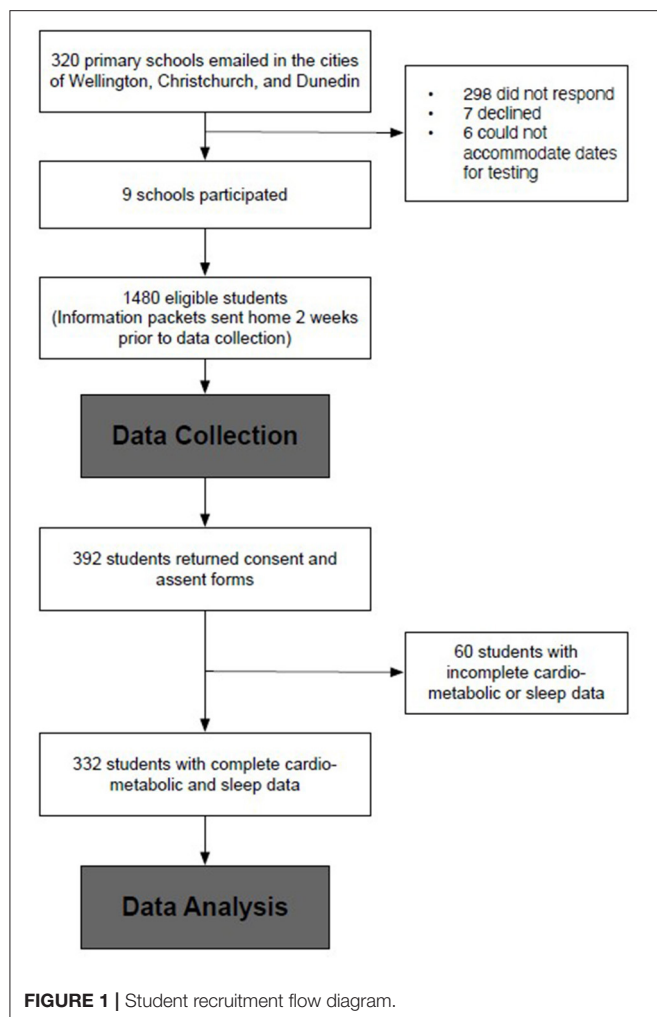 320 primary schools emailed in the cities
of Wellington, Christchurch, and Dunedin
• 298 did not respond
• 7 declined
• 6 could not
accommodate dates
for testing
9 schools participated
1480 eligible students
(Information packets sent home 2 weeks
prior to data collection)
Data Collection
392 students returned consent and
assent forms
60 students with
incomplete cardio-
metabolic or sleep data
332 students with complete cardio-
metabolic and sleep data
Data Analysis
FIGURE 1 | Student recruitment flow diagram.